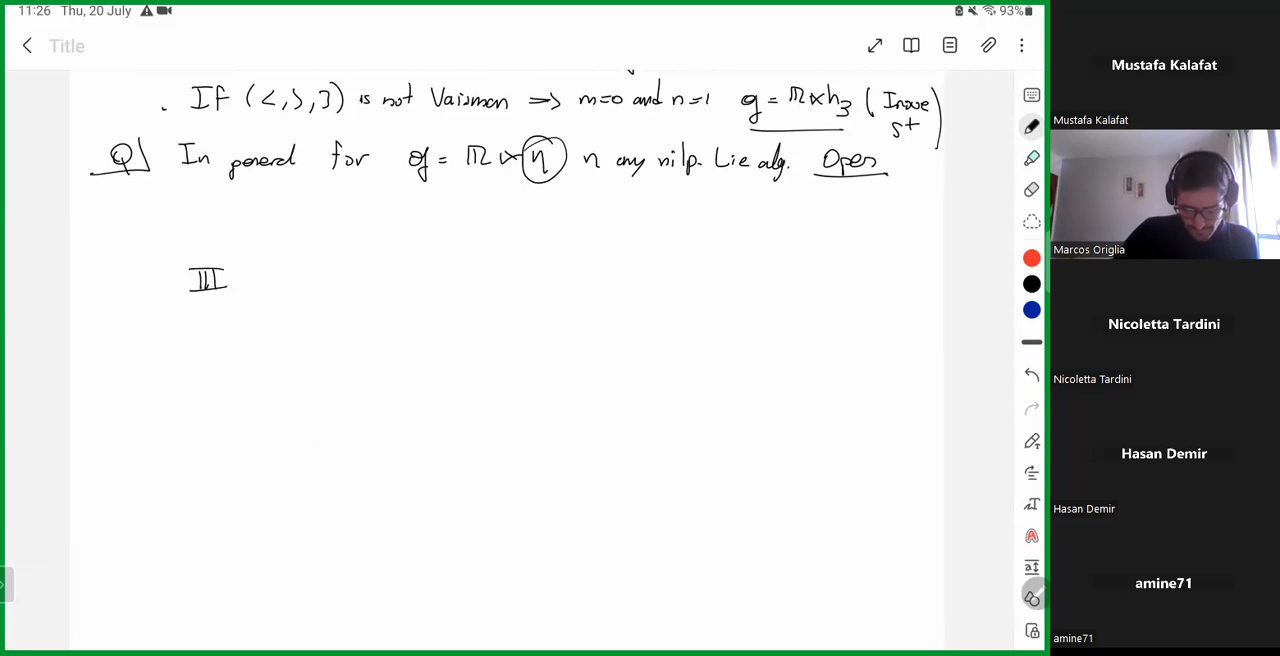 11:26 Thu, 20 July
93%
Title
. If (<,>,J) is not Vaisman => m=0 and n=1 g = ℝ⋉h₃ (Inoue S⁺)
Q| In general for g = ℝ⋉n n any nilp. Lie alg. Open
III
Mustafa Kalafat
Mustafa Kalafat
Marcos Origlia
Nicoletta Tardini
Nicoletta Tardini
Hasan Demir
Hasan Demir
amine71
amine71